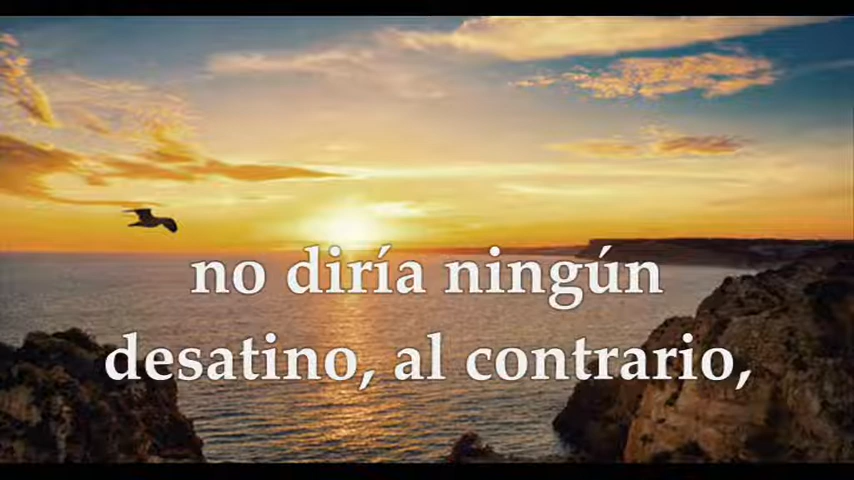 no diría ningún
desatino, al contrario,